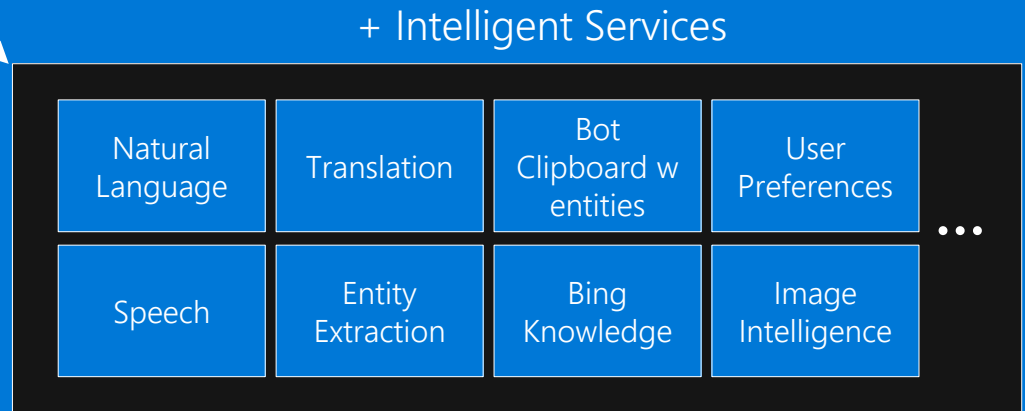 + Intelligent Services
Natural
Language
Translation
Bot
Clipboard w
entities
User
Preferences
...
Speech
Entity
Extraction
Bing
Knowledge
Image
Intelligence